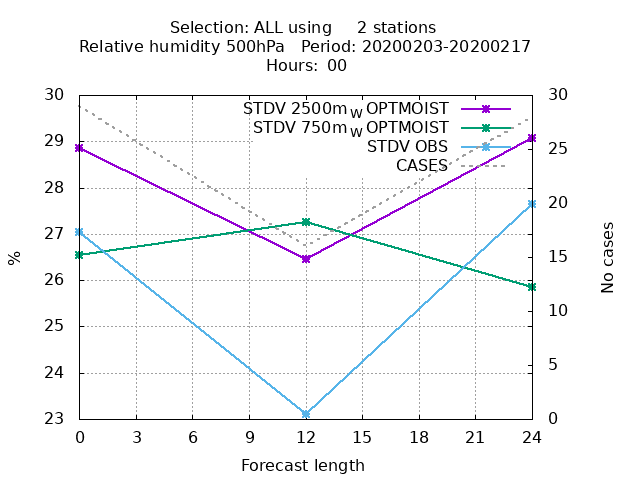 Selection: ALL using     2 stations
Relative humidity 500hPa   Period: 20200203-20200217
Hours: 00
STDV 2500m_W OPTMOIST
STDV 750m_W OPTMOIST
STDV OBS
CASES
30
29
28
27
26
25
24
23
%
30
25
20
15
10
5
0
No cases
0 3 6 9 12 15 18 21 24
Forecast length